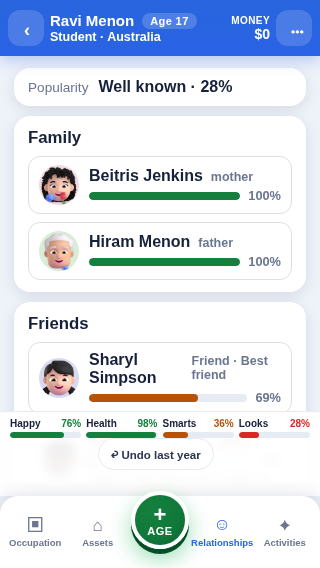 ‹ Ravi Menon Age 17 MONEY ...
Student · Australia $0
Popularity Well known · 28%
Family
Beitris Jenkins mother
100%
Hiram Menon father
100%
Friends
Sharyl Simpson Friend · Best friend
69%
Happy 76% Health 98% Smarts 36% Looks 28%
Undo last year
+
AGE
Occupation Assets Relationships Activities